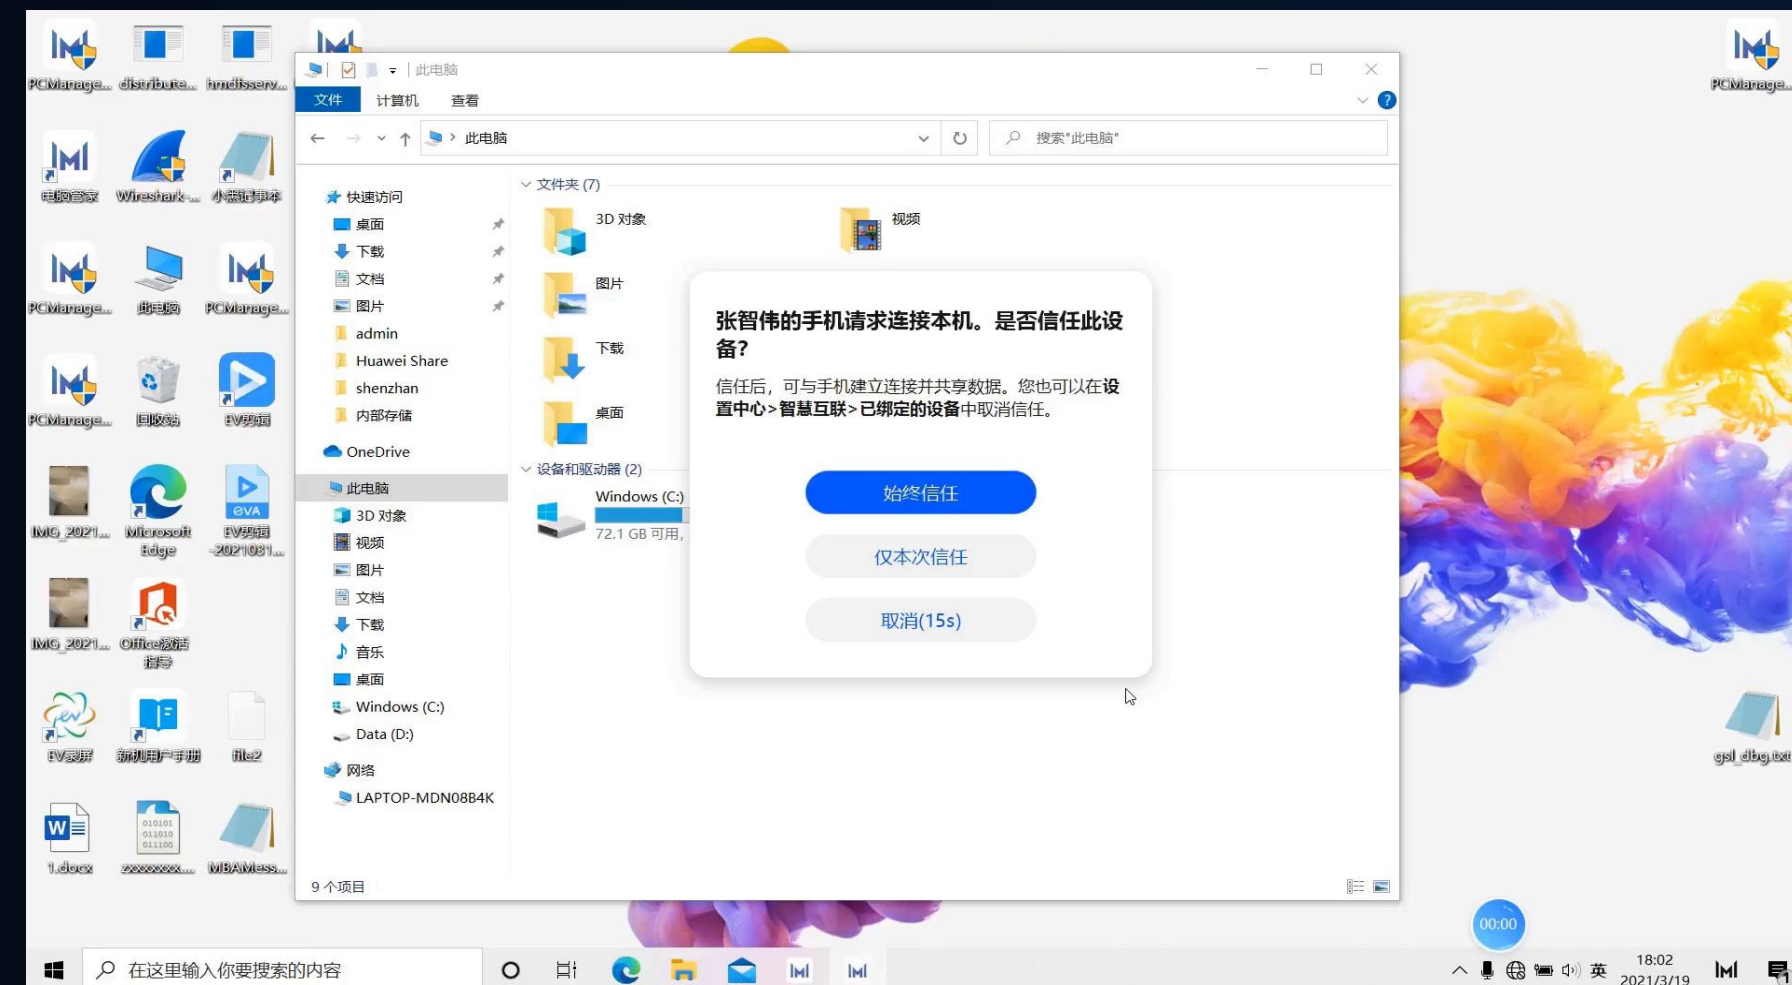 PCManage...
distribute...
hmdfsserv...
电脑管家
Wireshark-...
小黑记事本
PCManage...
此电脑
PCManage...
PCManage...
回收站
EV剪辑
IMG_2021...
Microsoft
Edge
EV剪辑
-2021031...
IMG_2021...
Office激活
指导
EV录屏
新机用户手册
file2
1.docx
zxxxxxxx....
MBAMess...
此电脑
文件
计算机
查看
此电脑
搜索"此电脑"
快速访问
桌面
下载
文档
图片
admin
Huawei Share
shenzhan
内部存储
OneDrive
此电脑
3D 对象
视频
图片
文档
下载
音乐
桌面
Windows (C:)
Data (D:)
网络
LAPTOP-MDN08B4K
9 个项目
文件夹 (7)
3D 对象
视频
图片
下载
桌面
设备和驱动器 (2)
Windows (C:)
72.1 GB 可用,
张智伟的手机请求连接本机。是否信任此设
备?
信任后，可与手机建立连接并共享数据。您也可以在设
置中心>智慧互联>已绑定的设备中取消信任。
始终信任
仅本次信任
取消(15s)
PCManage...
gsl_dbg.txt
00:00
在这里输入你要搜索的内容
英
18:02
2021/3/19